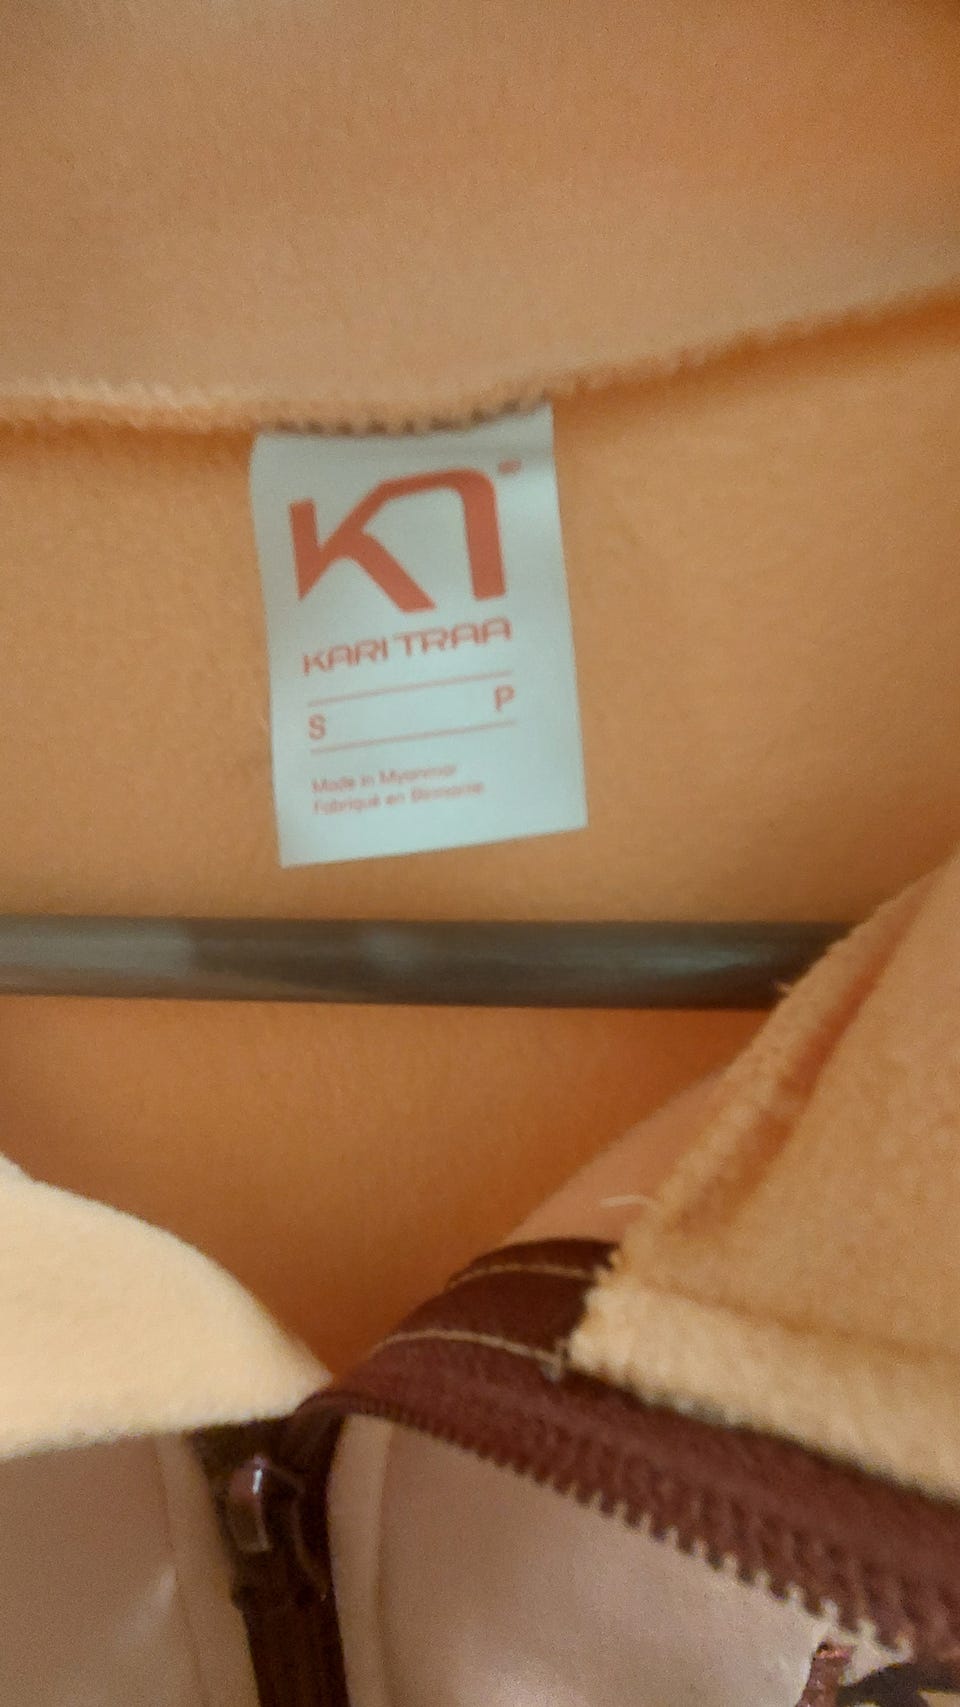 KT
KARI TRAA
S P
Made in Myanmar
Fabriqué en Birmanie